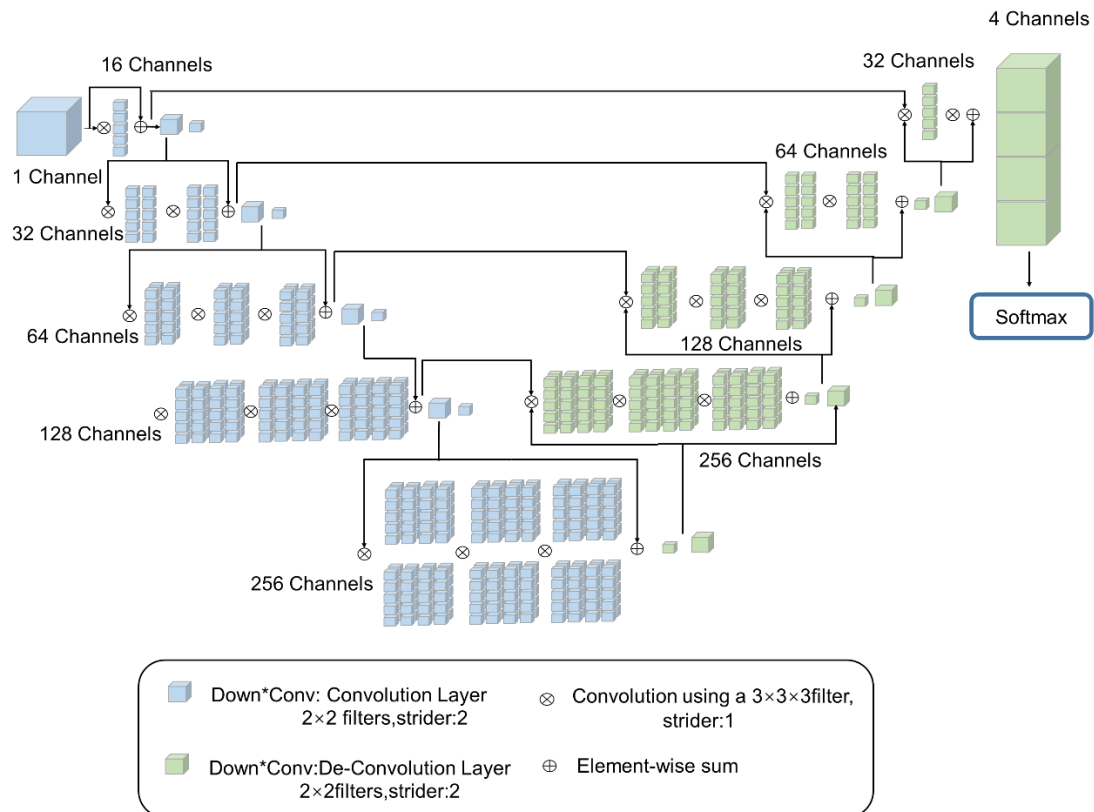 4 Channels
16 Channels
32 Channels
1 Channel
64 Channels
32 Channels
64 Channels
Softmax
128 Channels
128 Channels
256 Channels
256 Channels
Down*Conv: Convolution Layer
2×2 filters,strider:2
Convolution using a 3×3×3filter,
strider:1
Down*Conv:De-Convolution Layer
2×2filters,strider:2
Element-wise sum